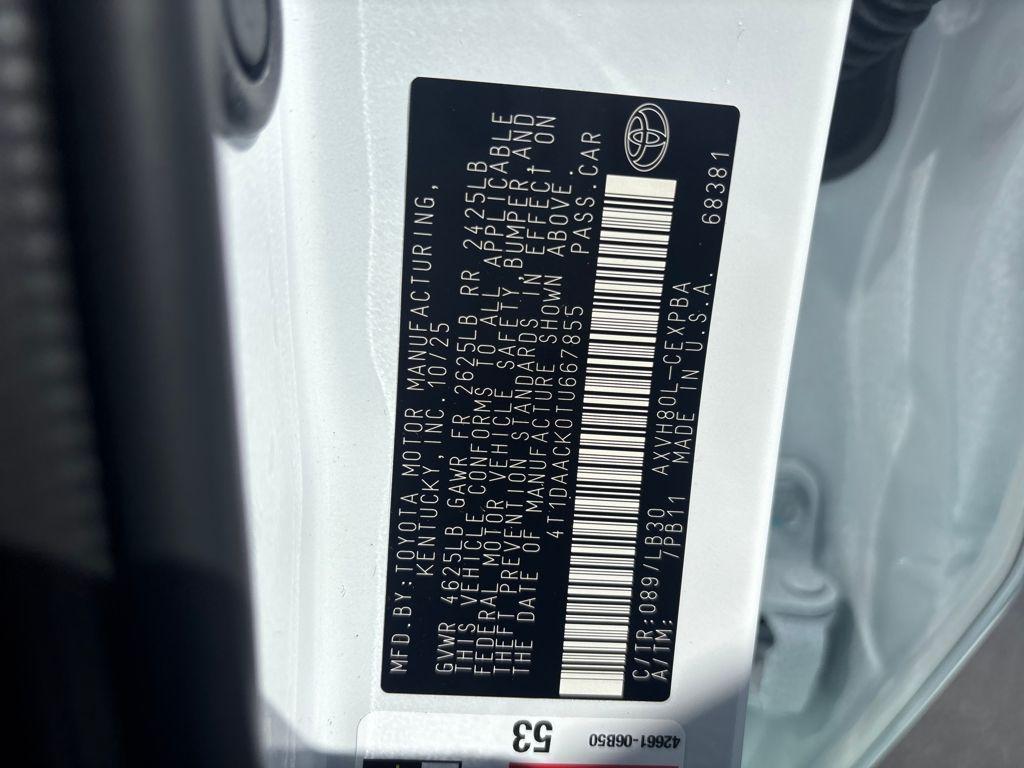 MFD.BY:TOYOTA MOTOR MANUFACTURING,
KENTUCKY,INC.10/25
GVWR 4625LB GAWR FR 2625LB RR 2425LB
THIS VEHICLE CONFORMS TO ALL APPLICABLE
FEDERAL MOTOR VEHICLE SAFETY,BUMPER AND
THEFT PREVENTION STANDARDS IN EFFECT ON
THE DATE OF MANUFACTURE SHOWN ABOVE.
4T1DAACK0TU667855 PASS.CAR
C/TR:089/LB30 AXVH80L-CEXPBA 68381
A/TM: 7PB11 MADE IN U.S.A.
53
42661-06B50